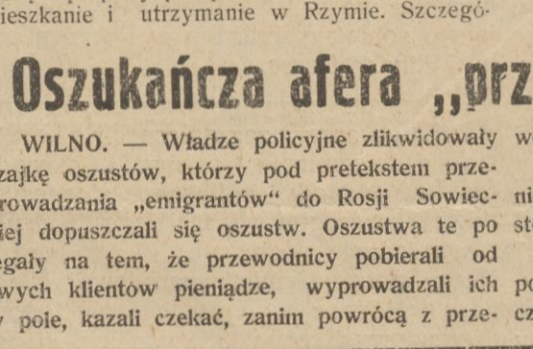 ieszkanie i utrzymanie w Rzymie. Szczegó-
Oszukańcza afera „prz
WILNO. — Władze policyjne zlikwidowały
zajkę oszustów, którzy pod pretekstem prze-
rowadzania „emigrantów“ do Rosji Sowiec-
iej dopuszczali się oszustw. Oszustwa te po
egały na tem, że przewodnicy pobierali od
wych klientów pieniądze, wyprowadzali ich
pole, kazali czekać, zanim powrócą z prze-